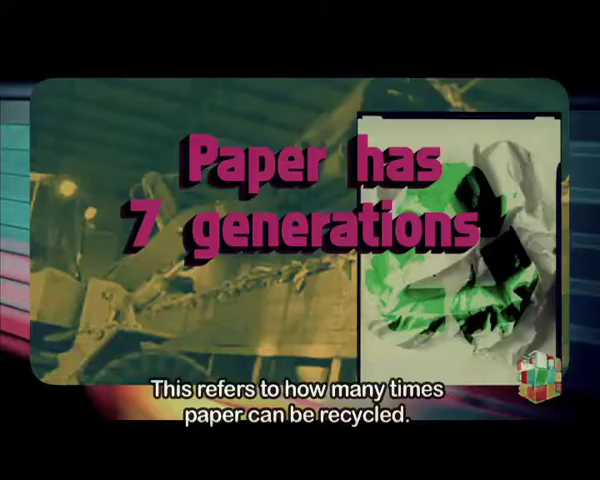 Paper has
7 generations
This refers to how many times
paper can be recycled.